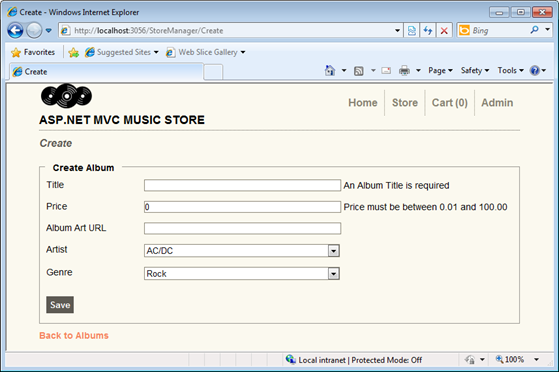 Create - Windows Internet Explorer
http://localhost:3056/StoreManager/Create
Bing
Favorites Suggested Sites Web Slice Gallery
Create
Page Safety Tools
Home Store Cart (0) Admin
ASP.NET MVC MUSIC STORE
Create
Create Album
Title An Album Title is required
Price 0 Price must be between 0.01 and 100.00
Album Art URL
Artist AC/DC
Genre Rock
Save
Back to Albums
Local intranet | Protected Mode: Off 100%